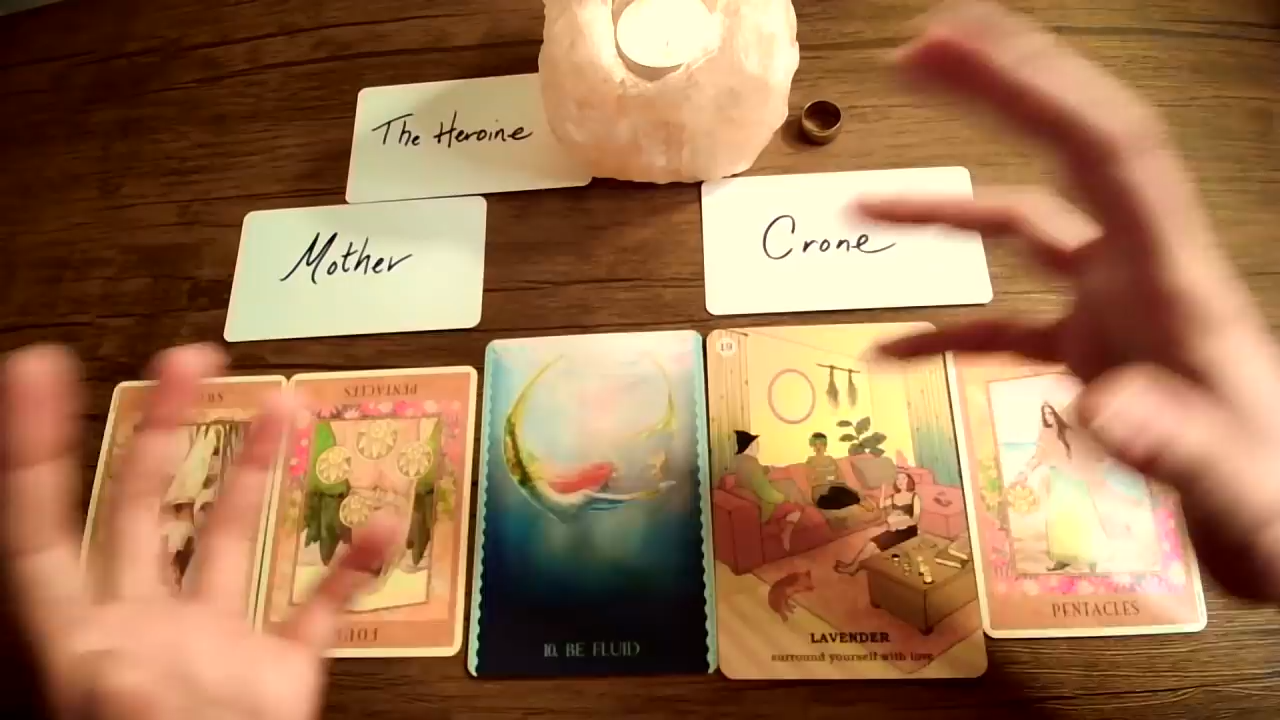 The Heroine
Mother
Crone
PENTACLES
19
10. BE FLUID
LAVENDER
surround yourself with love
PENTACLES